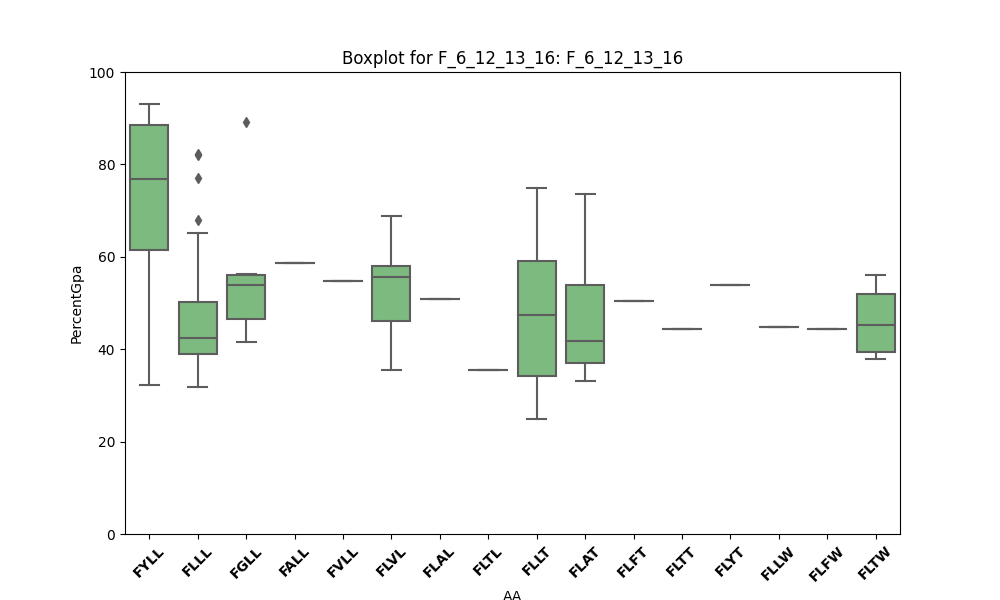 Boxplot for F_6_12_13_16: F_6_12_13_16
PercentGpa
100
80
60
40
20
0
FYLL FLLL FGLL FALL FVLL FLVL FLAL FLTL FLLT FLAT FLFT FLTT FLYT FLLW FLFW FLTW
AA